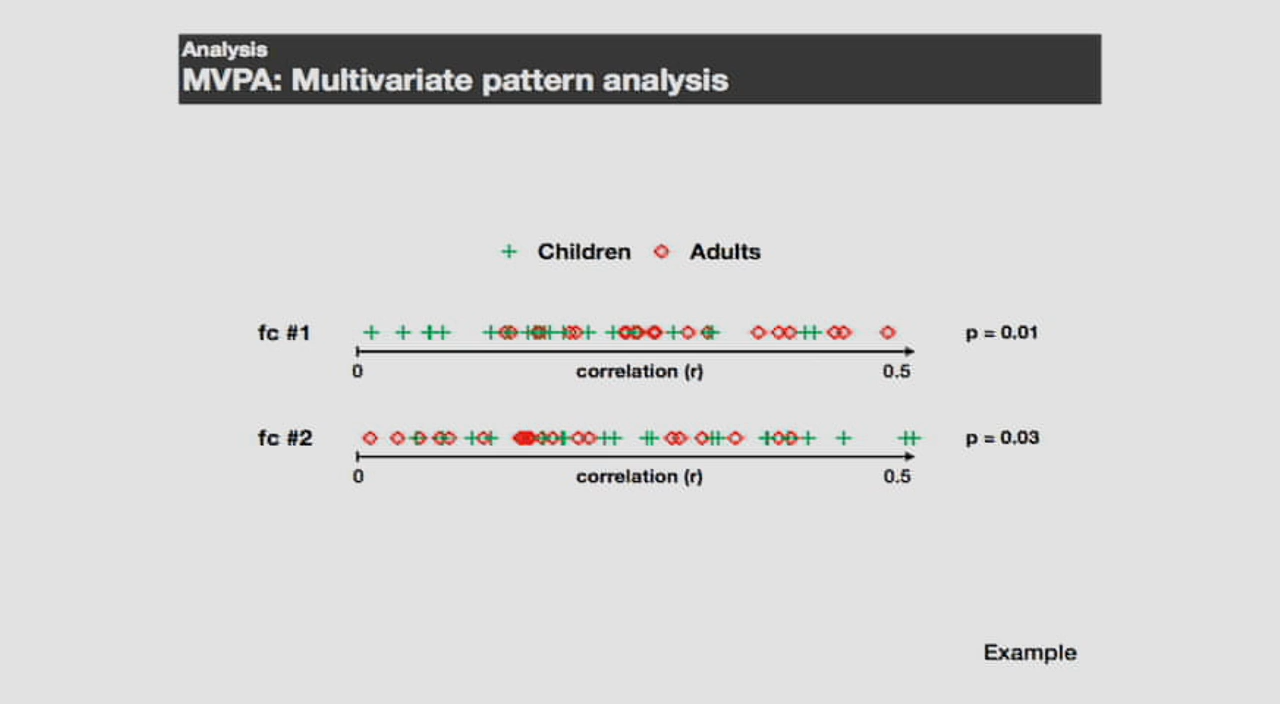 Analysis
MVPA: Multivariate pattern analysis
Children Adults
fc #1 p = 0.01
0 correlation (r) 0.5
fc #2 p = 0.03
0 correlation (r) 0.5
Example